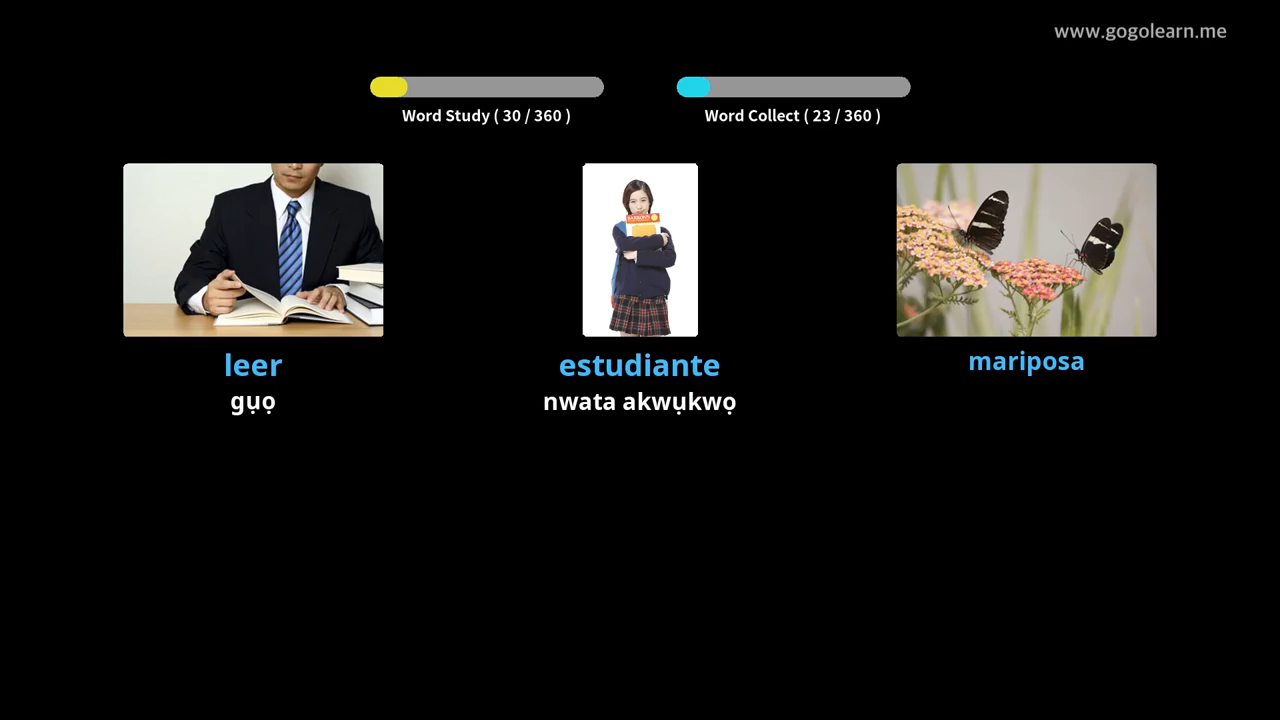 www.gogolearn.me
Word Study ( 30 / 360 )
Word Collect ( 23 / 360 )
leer
gụọ
estudiante
nwata akwụkwọ
mariposa